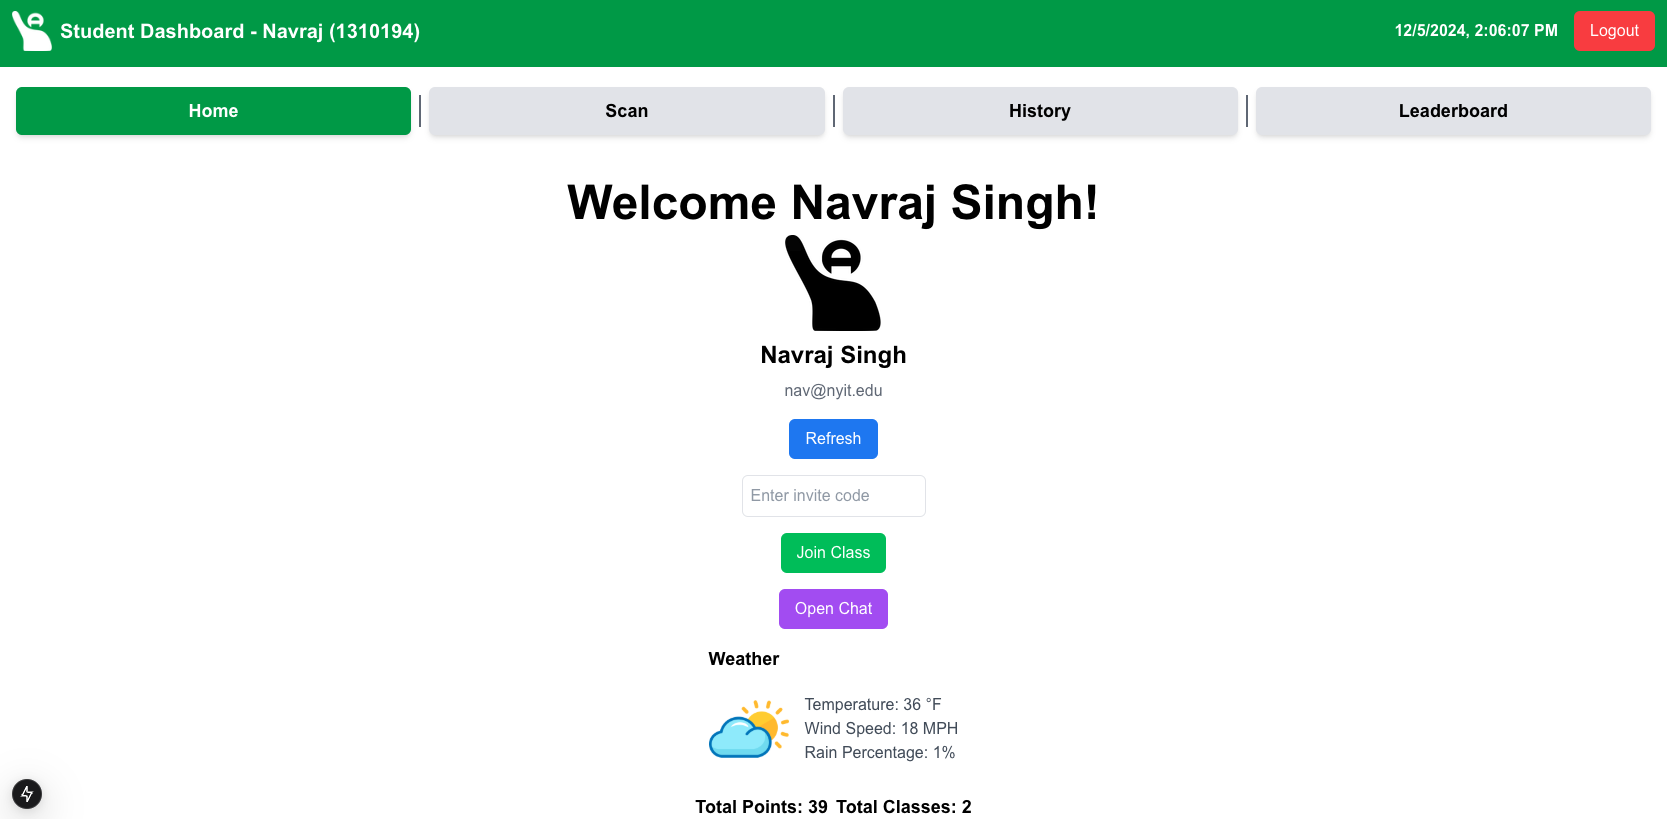 Student Dashboard - Navraj (1310194)
12/5/2024, 2:06:07 PM
Logout
Home
Scan
History
Leaderboard
Welcome Navraj Singh!
Navraj Singh
nav@nyit.edu
Refresh
Enter invite code
Join Class
Open Chat
Weather
Temperature: 36 °F
Wind Speed: 18 MPH
Rain Percentage: 1%
Total Points: 39 Total Classes: 2